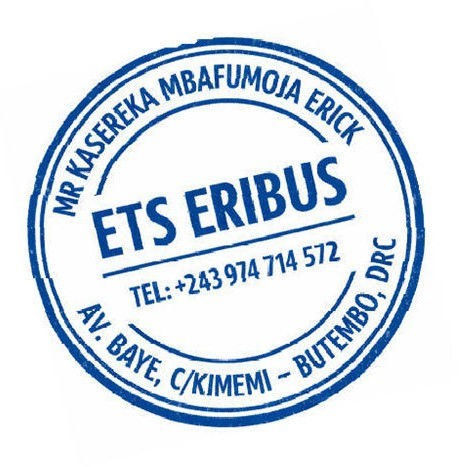 MR KASEREKA MBAFUMOJA ERICK
ETS ERIBUS
TEL: +243 974 714 572
AV. BAYE, C/KIMEMI – BUTEMBO, DRC